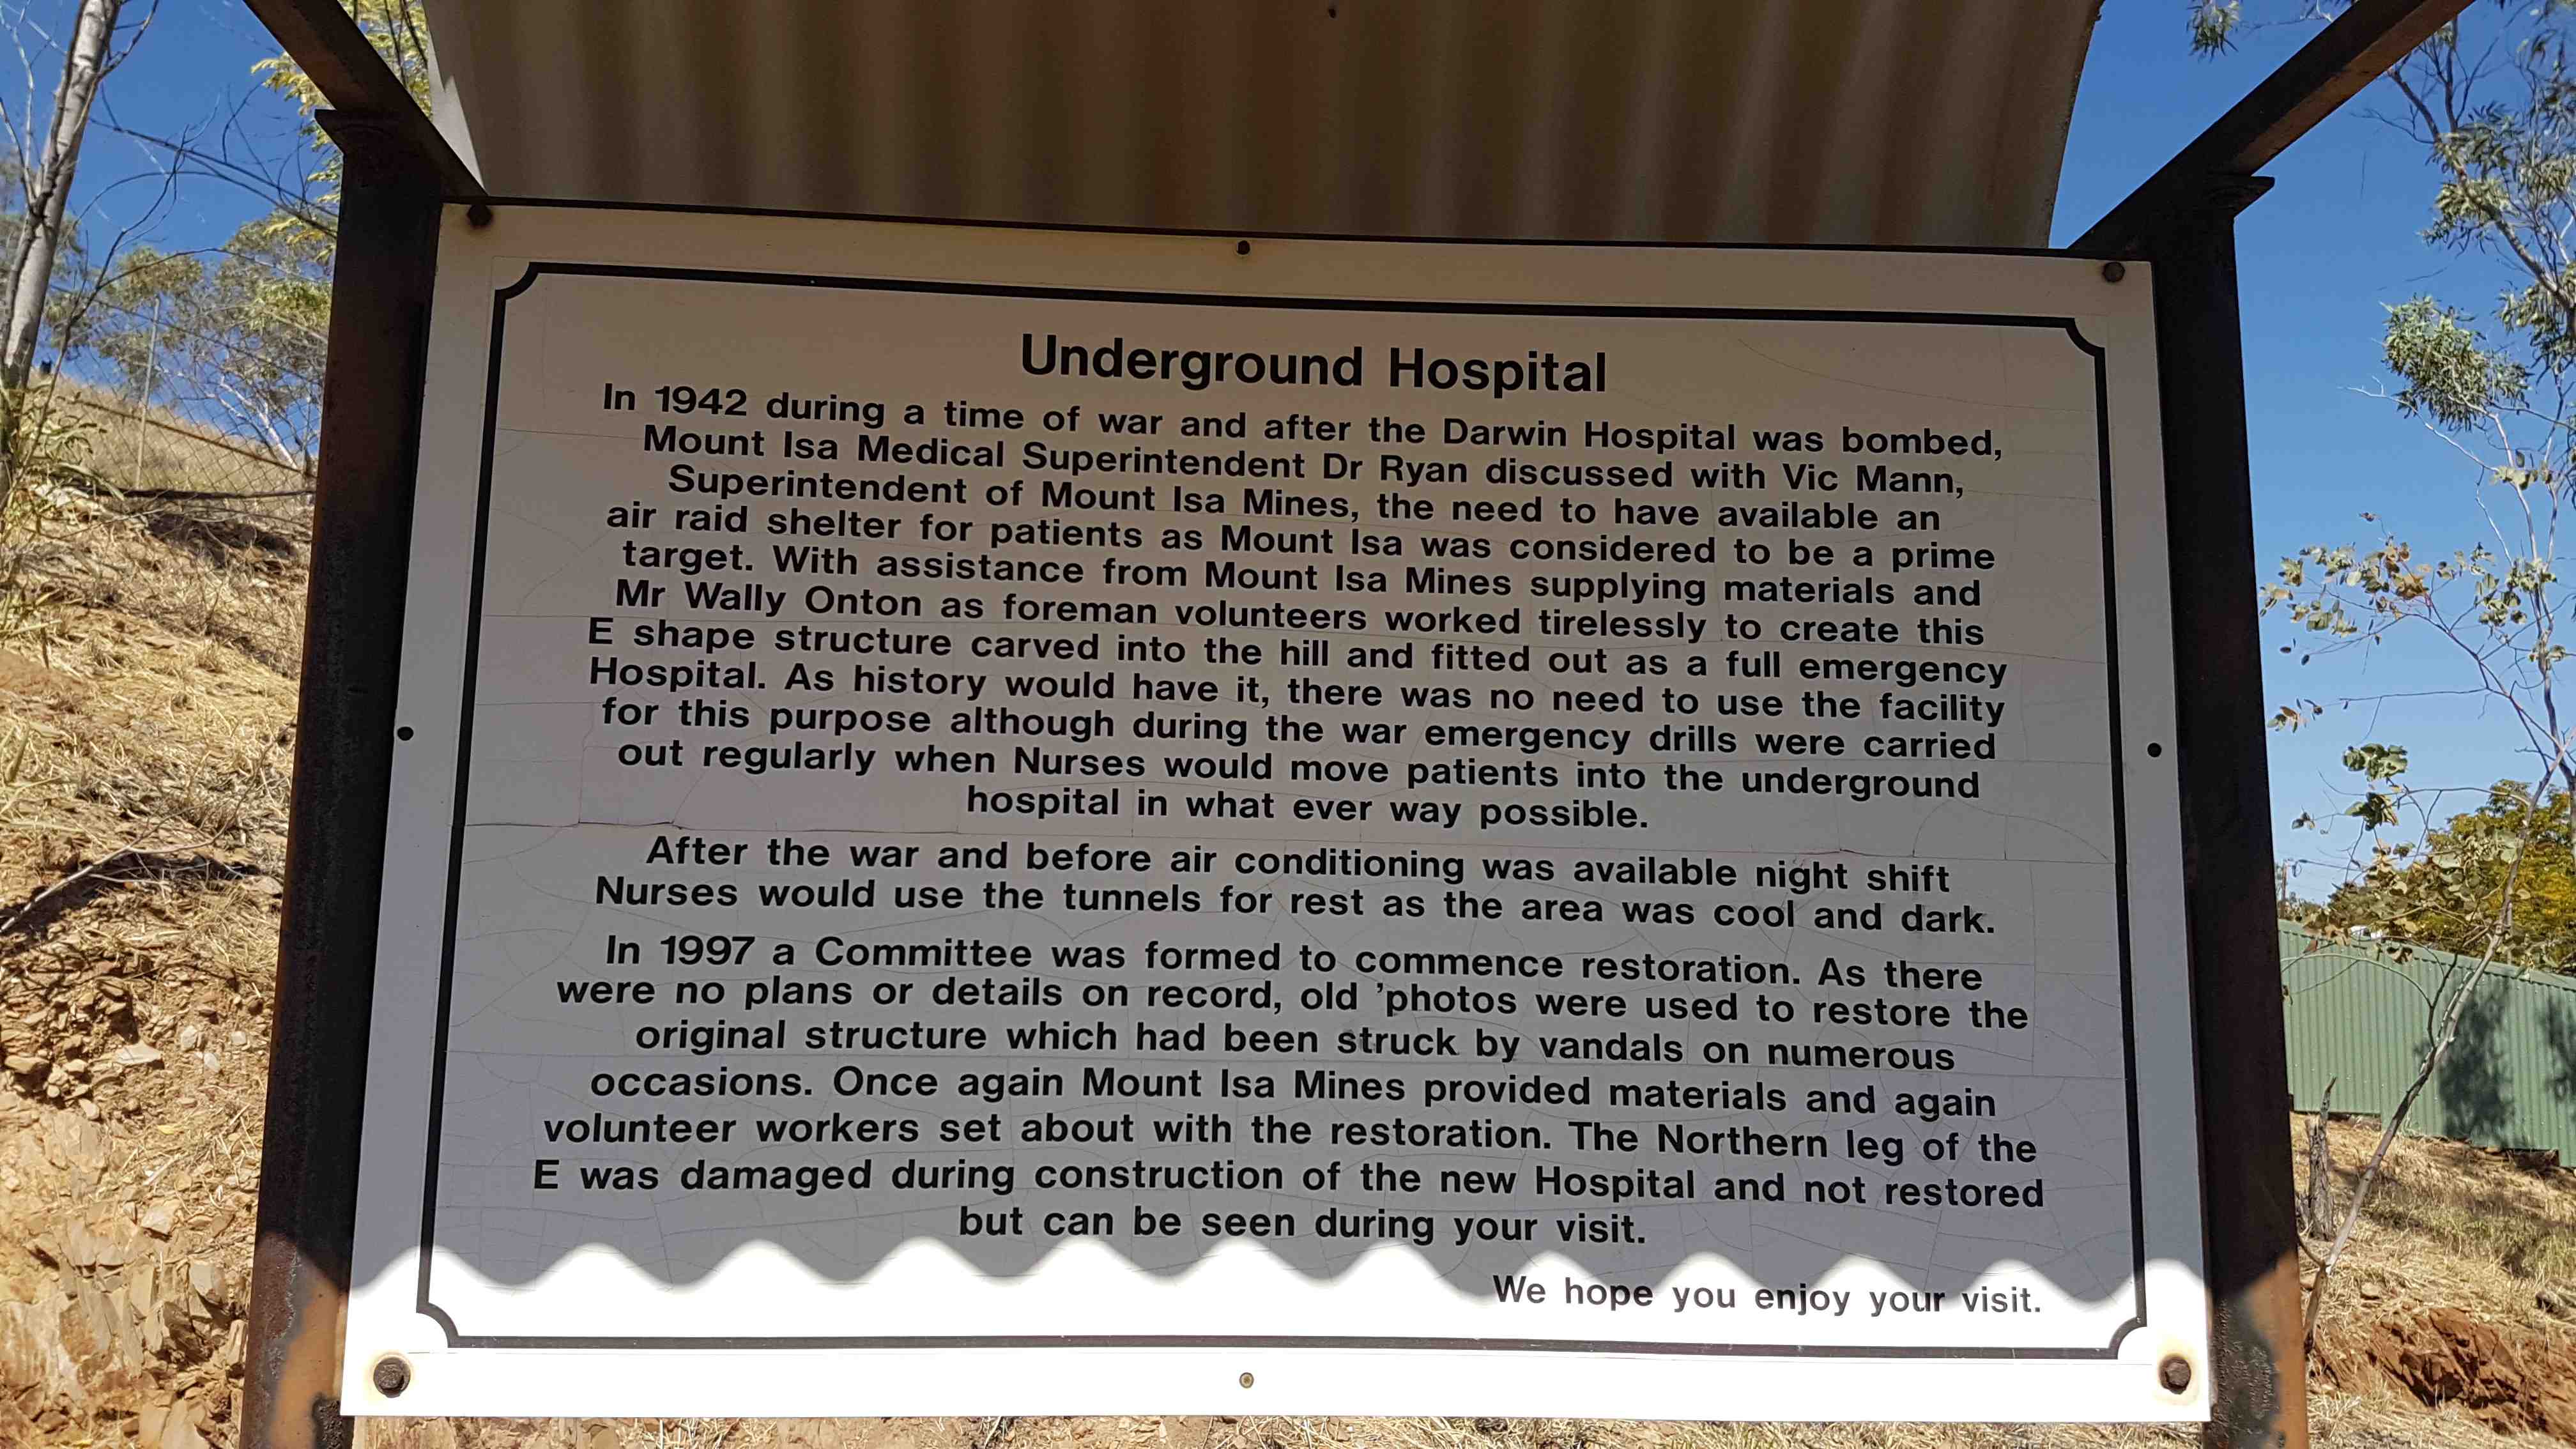 Underground Hospital
In 1942 during a time of war and after the Darwin Hospital was bombed,
Mount Isa Medical Superintendent Dr Ryan discussed with Vic Mann,
Superintendent of Mount Isa Mines, the need to have available an
air raid shelter for patients as Mount Isa was considered to be a prime
target. With assistance from Mount Isa Mines supplying materials and
Mr Wally Onton as foreman volunteers worked tirelessly to create this
E shape structure carved into the hill and fitted out as a full emergency
Hospital. As history would have it, there was no need to use the facility
for this purpose although during the war emergency drills were carried
out regularly when Nurses would move patients into the underground
hospital in what ever way possible.
After the war and before air conditioning was available night shift
Nurses would use the tunnels for rest as the area was cool and dark.
In 1997 a Committee was formed to commence restoration. As there
were no plans or details on record, old 'photos were used to restore the
original structure which had been struck by vandals on numerous
occasions. Once again Mount Isa Mines provided materials and again
volunteer workers set about with the restoration. The Northern leg of the
E was damaged during construction of the new Hospital and not restored
but can be seen during your visit.
We hope you enjoy your visit.